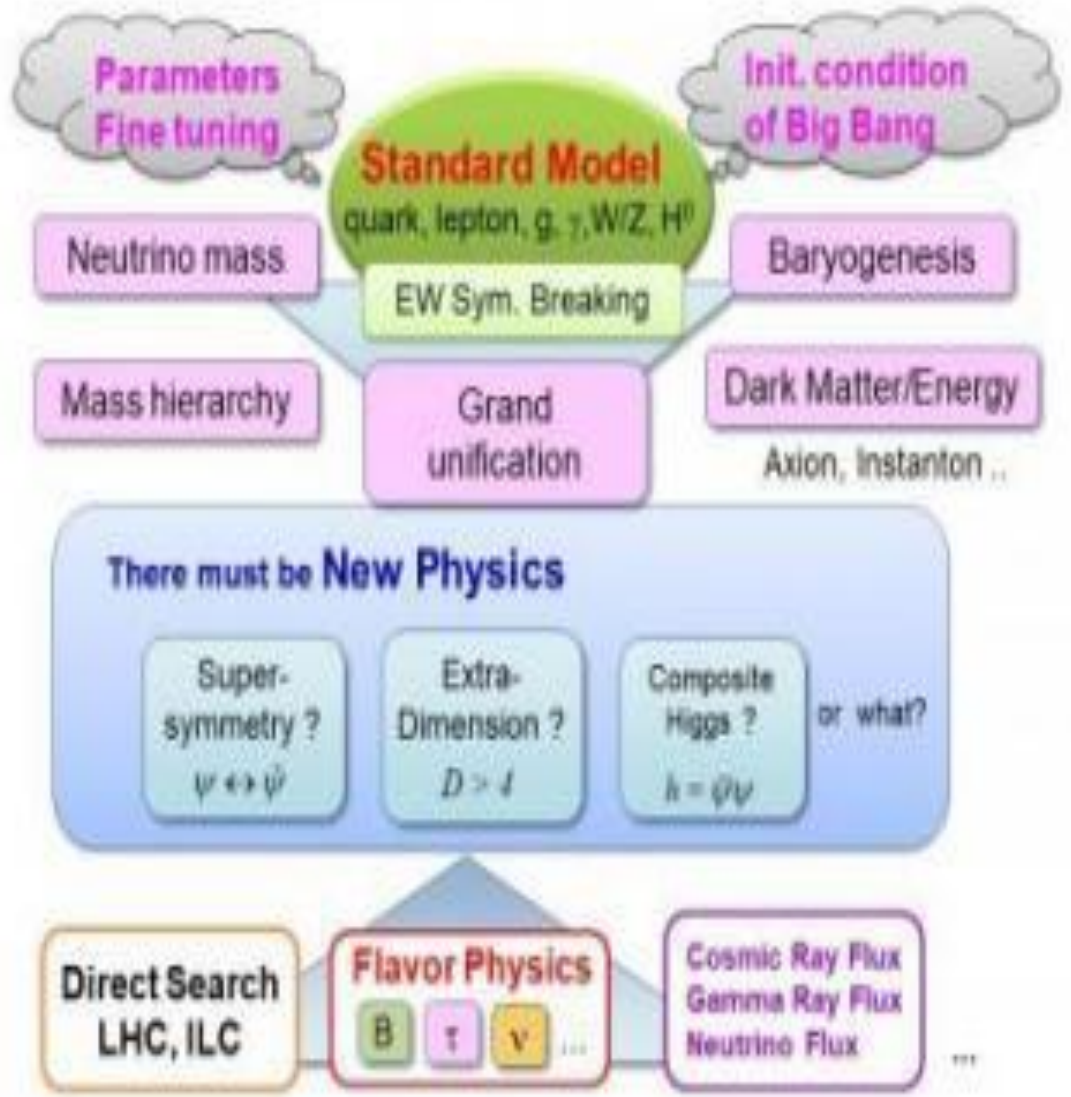 Parameters
Fine tuning
Init. condition
of Big Bang
Standard Model
quark, lepton, g, γ, W/Z, H⁰
EW Sym. Breaking
Neutrino mass
Baryogenesis
Mass hierarchy
Grand
unification
Dark Matter/Energy
Axion, Instanton ..
There must be New Physics
Super-
symmetry ?
ψ ↔ ψ̃
Extra-
Dimension ?
D > 4
Composite
Higgs ?
h = ψ̄ψ
or what?
Direct Search
LHC, ILC
Flavor Physics
B τ ν ...
Cosmic Ray Flux
Gamma Ray Flux
Neutrino Flux
...